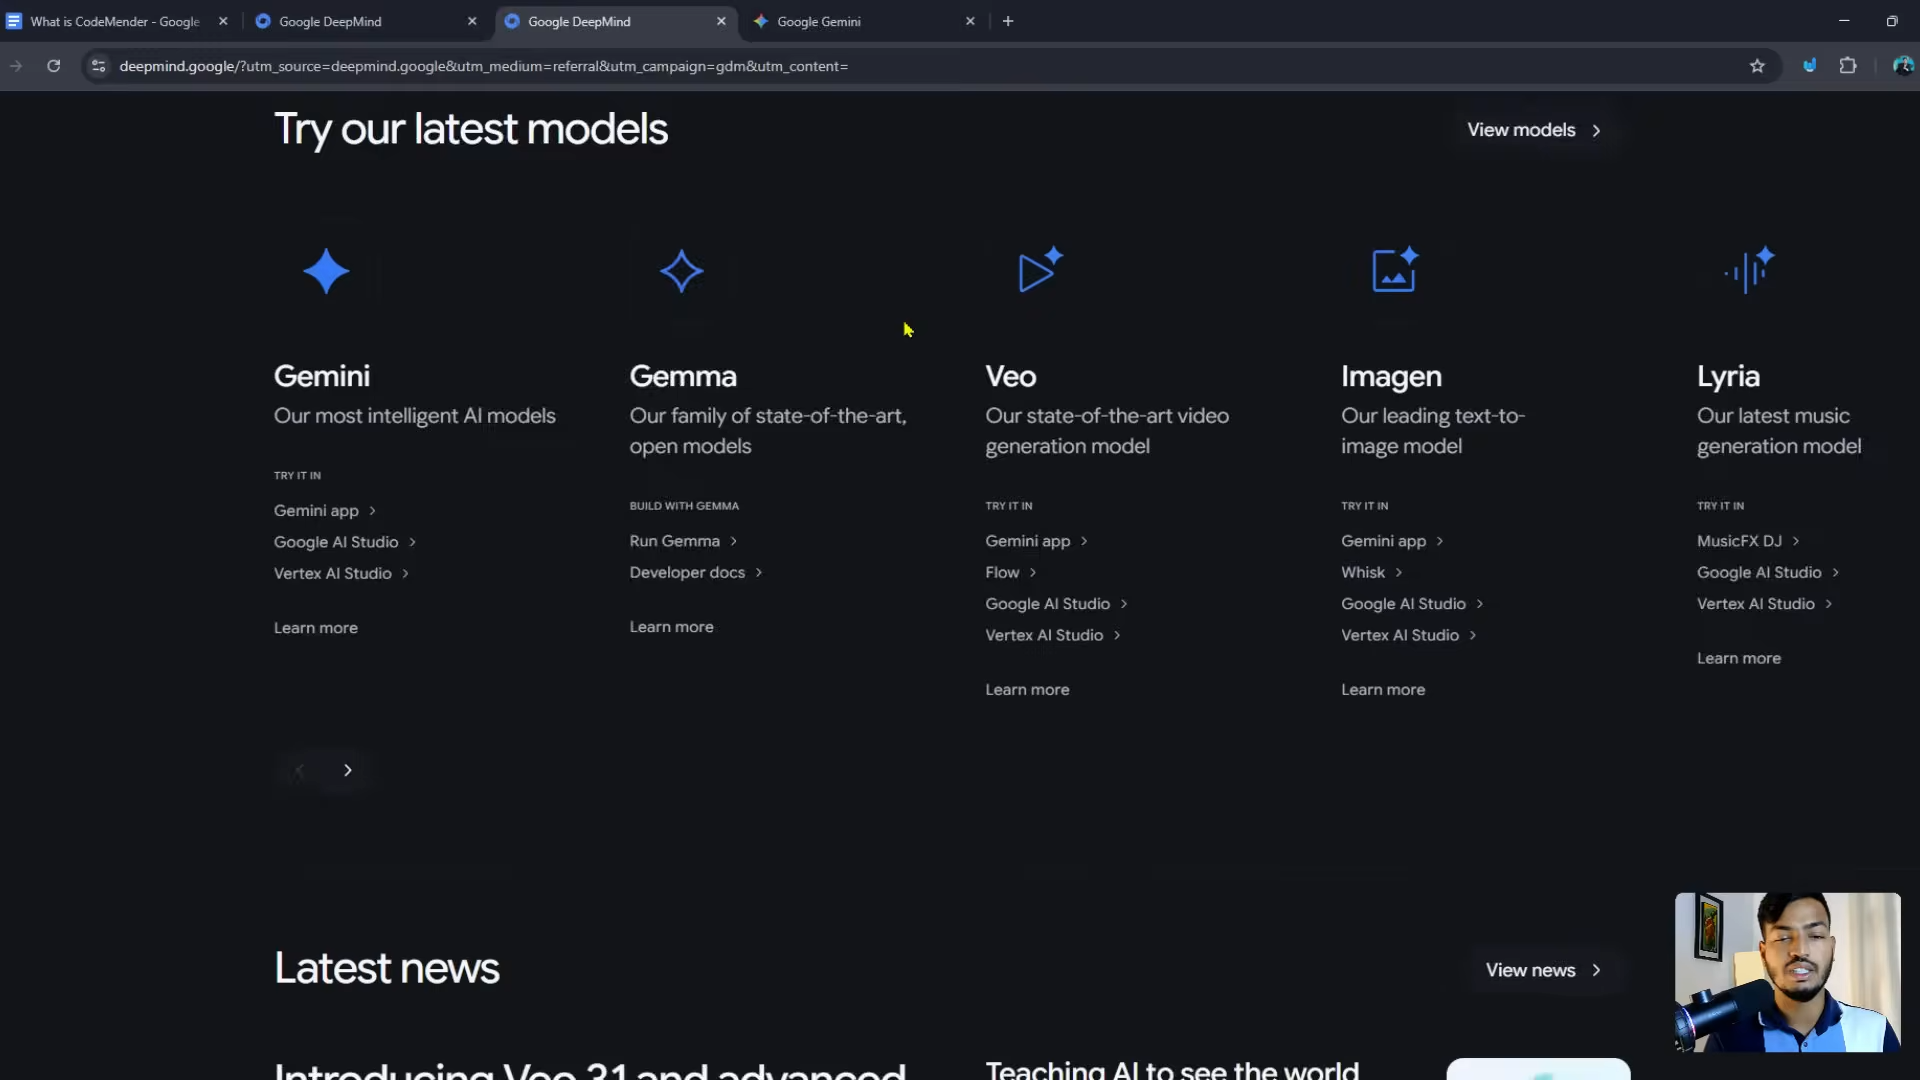 What is CodeMender - Google
Google DeepMind
Google DeepMind
Google Gemini
deepmind.google/?utm_source=deepmind.google&utm_medium=referral&utm_campaign=gdm&utm_content=
Try our latest models
View models
Gemini
Our most intelligent AI models
TRY IT IN
Gemini app
Google AI Studio
Vertex AI Studio
Learn more
Gemma
Our family of state-of-the-art,
open models
BUILD WITH GEMMA
Run Gemma
Developer docs
Learn more
Veo
Our state-of-the-art video
generation model
TRY IT IN
Gemini app
Flow
Google AI Studio
Vertex AI Studio
Learn more
Imagen
Our leading text-to-
image model
TRY IT IN
Gemini app
Whisk
Google AI Studio
Vertex AI Studio
Learn more
Lyria
Our latest music
generation model
TRY IT IN
MusicFX DJ
Google AI Studio
Vertex AI Studio
Learn more
Latest news
View news
Introducing Veo 3.1 and advanced
Teaching AI to see the world